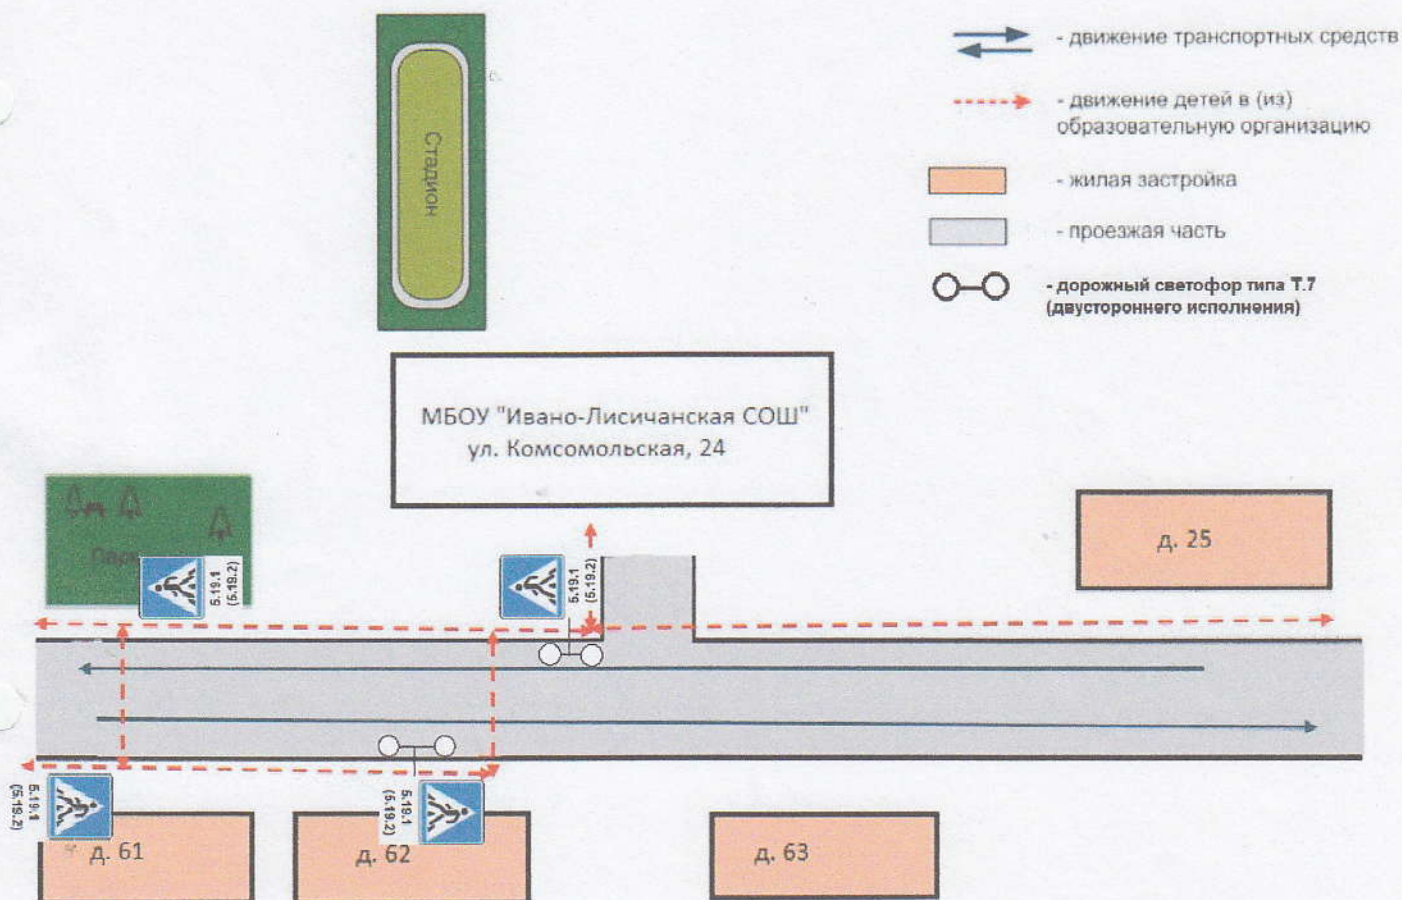 - движение транспортных средств
- движение детей в (из)
образовательную организацию
- жилая застройка
- проезжая часть
- дорожный светофор типа Т.7
(двустороннего исполнения)
Стадион
МБОУ "Ивано-Лисичанская СОШ"
ул. Комсомольская, 24
д. 25
Парк
5.19.1
(5.19.2)
5.19.1
(5.19.2)
5.19.1
(5.19.2)
5.19.1
(5.19.2)
д. 61
д. 62
д. 63